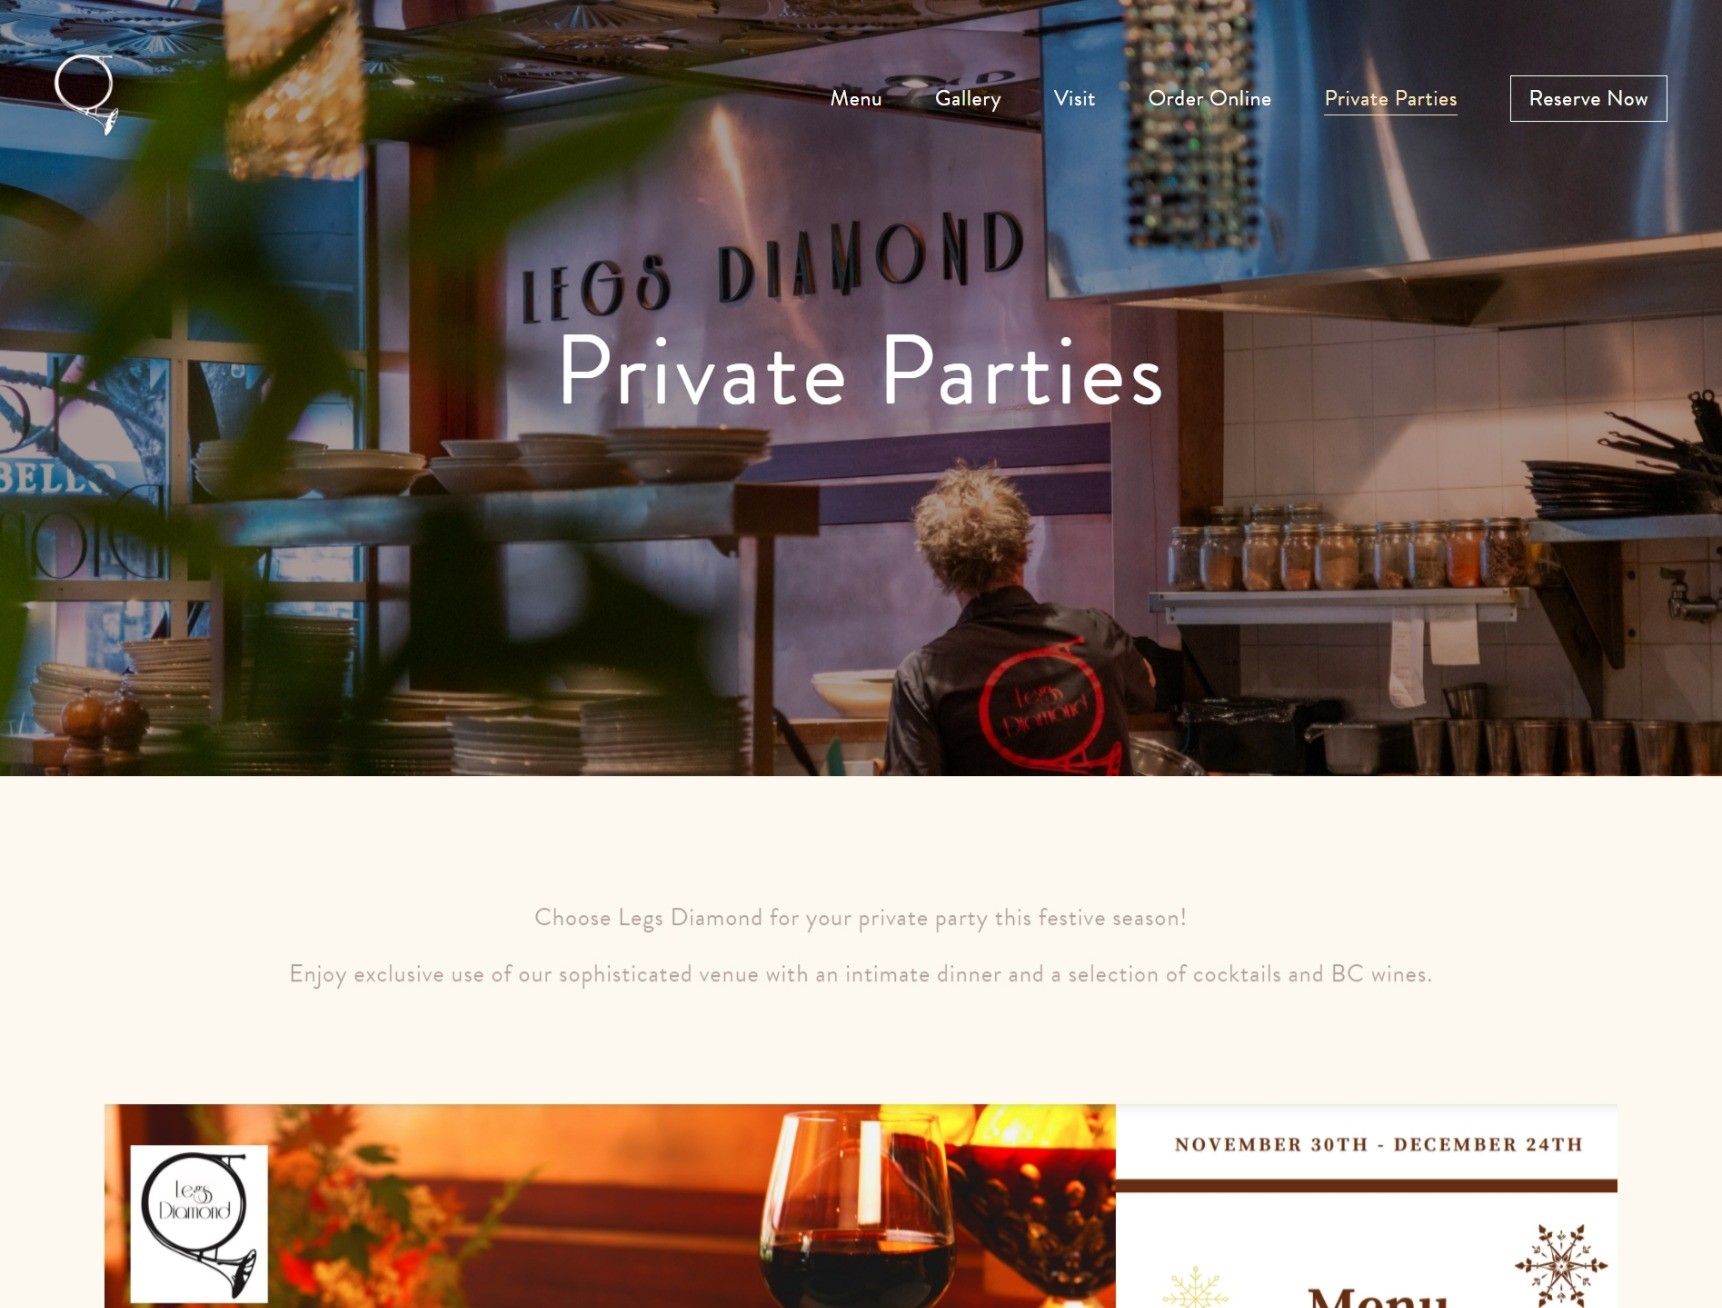 Menu Gallery Visit Order Online Private Parties Reserve Now
LEGS DIAMOND
Private Parties
BELLO
Legs
Diamond
Choose Legs Diamond for your private party this festive season!
Enjoy exclusive use of our sophisticated venue with an intimate dinner and a selection of cocktails and BC wines.
Legs
Diamond
NOVEMBER 30TH - DECEMBER 24TH
Menu